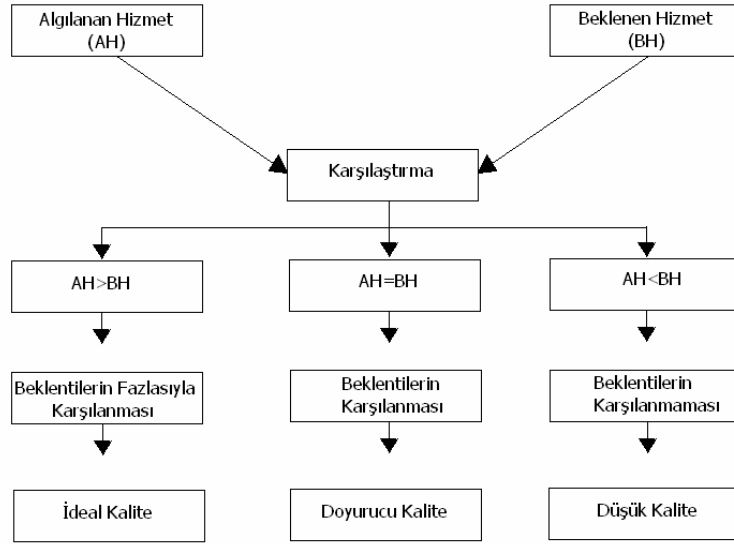 Algılanan Hizmet
(AH)
Beklenen Hizmet
(BH)
Karşılaştırma
AH>BH
AH=BH
AH<BH
Beklentilerin Fazlasıyla
Karşılanması
Beklentilerin
Karşılanması
Beklentilerin
Karşılanmaması
İdeal Kalite
Doyurucu Kalite
Düşük Kalite